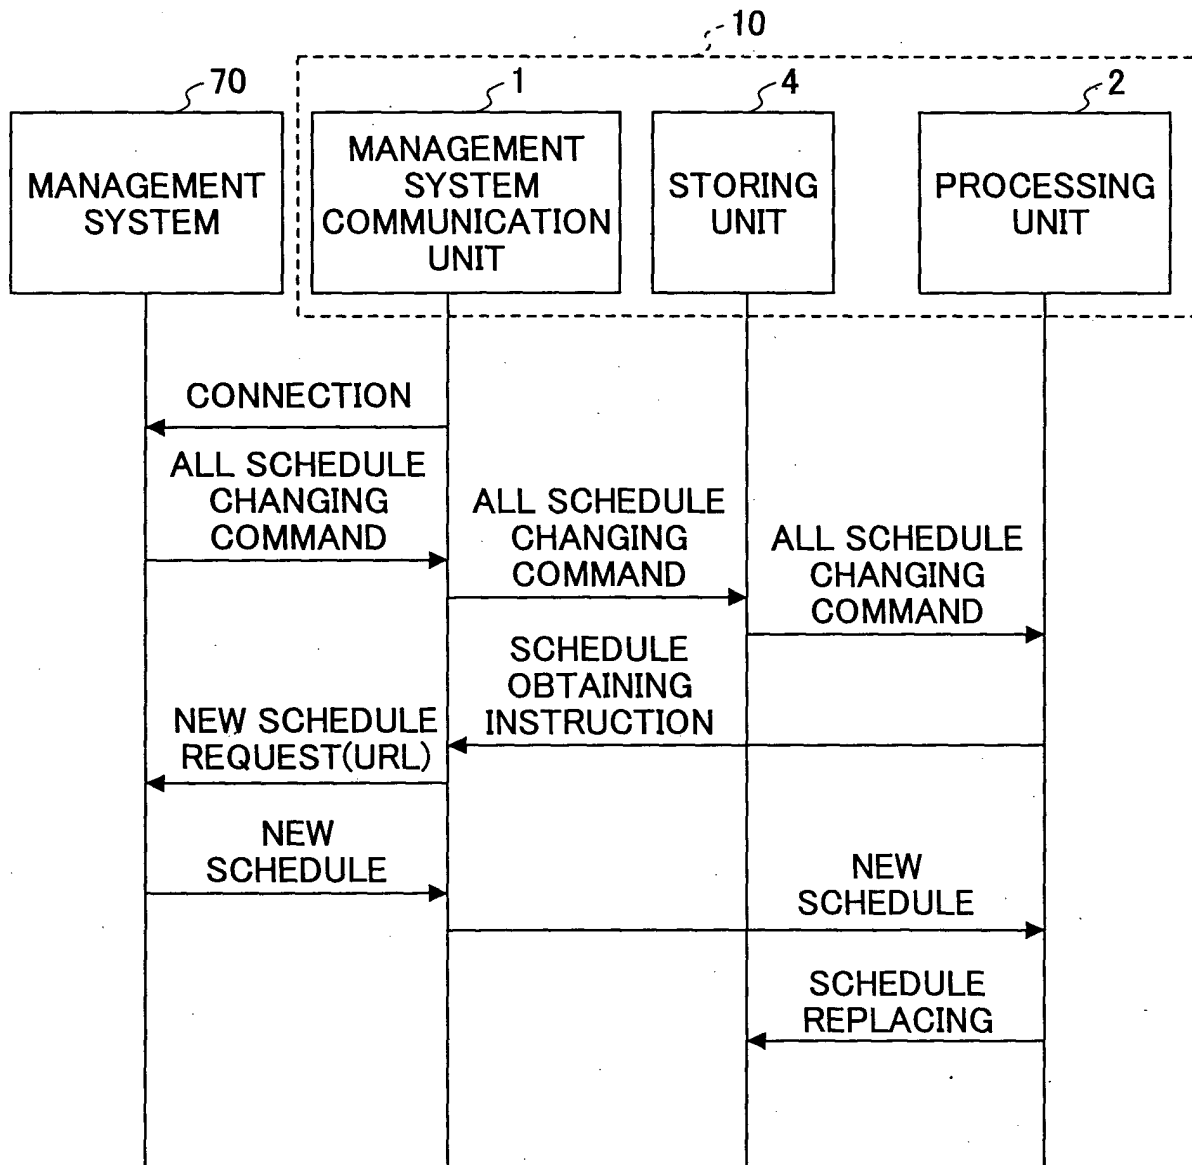 10
70
1
4
2
MANAGEMENT
SYSTEM
MANAGEMENT
SYSTEM
COMMUNICATION
UNIT
STORING
UNIT
PROCESSING
UNIT
CONNECTION
ALL SCHEDULE
CHANGING
COMMAND
ALL SCHEDULE
CHANGING
COMMAND
ALL SCHEDULE
CHANGING
COMMAND
SCHEDULE
OBTAINING
INSTRUCTION
NEW SCHEDULE
REQUEST(URL)
NEW
SCHEDULE
NEW
SCHEDULE
SCHEDULE
REPLACING